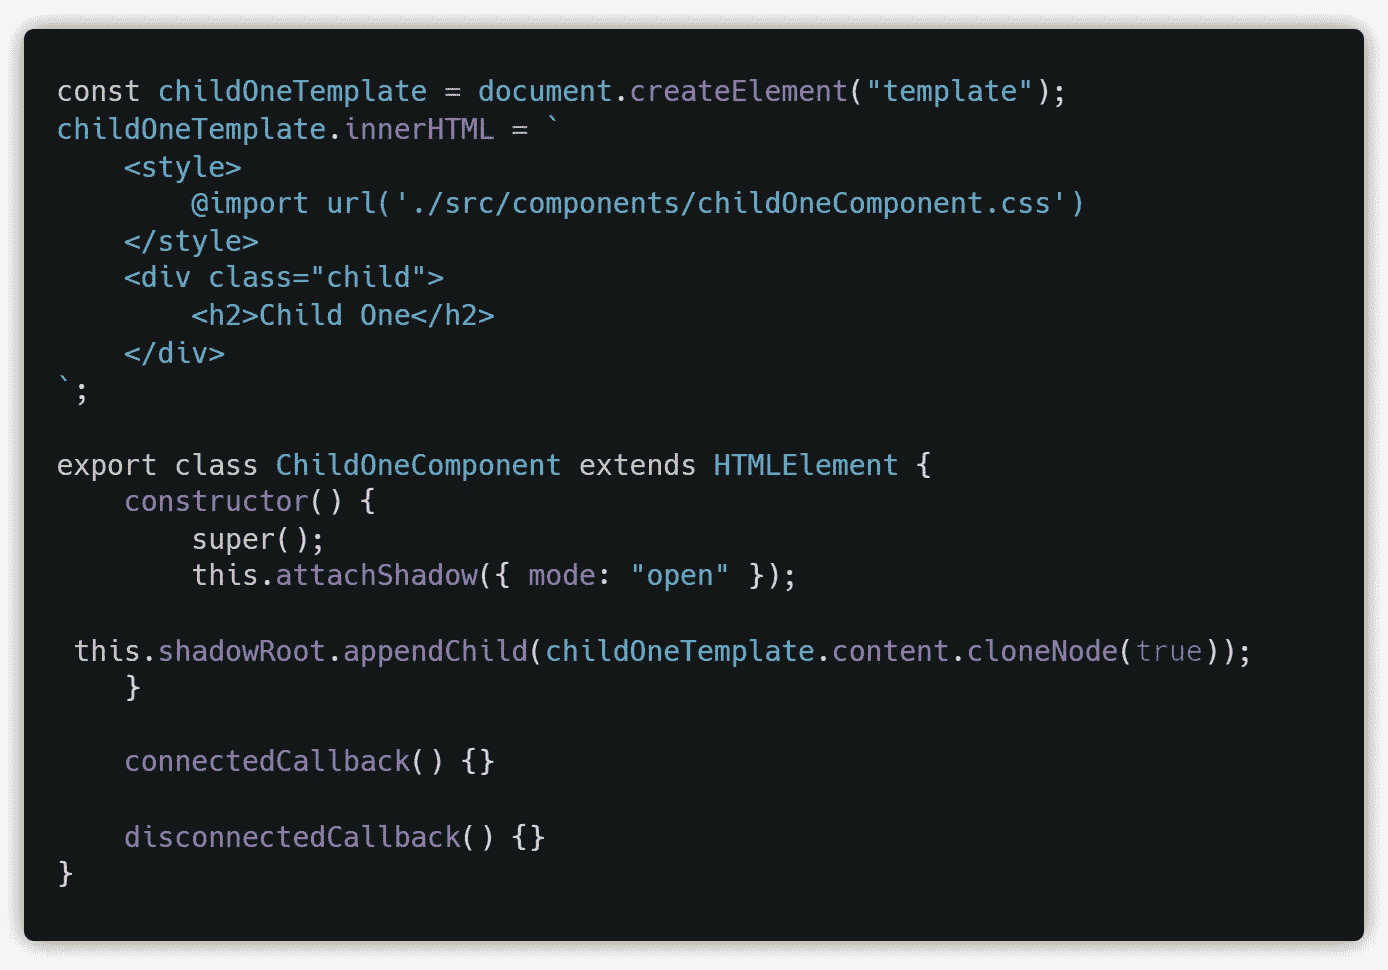 const childOneTemplate = document.createElement("template");
childOneTemplate.innerHTML = `
    <style>
        @import url('./src/components/childOneComponent.css')
    </style>
    <div class="child">
        <h2>Child One</h2>
    </div>
`;

export class ChildOneComponent extends HTMLElement {
    constructor() {
        super();
        this.attachShadow({ mode: "open" });

 this.shadowRoot.appendChild(childOneTemplate.content.cloneNode(true));
    }

    connectedCallback() {}

    disconnectedCallback() {}
}